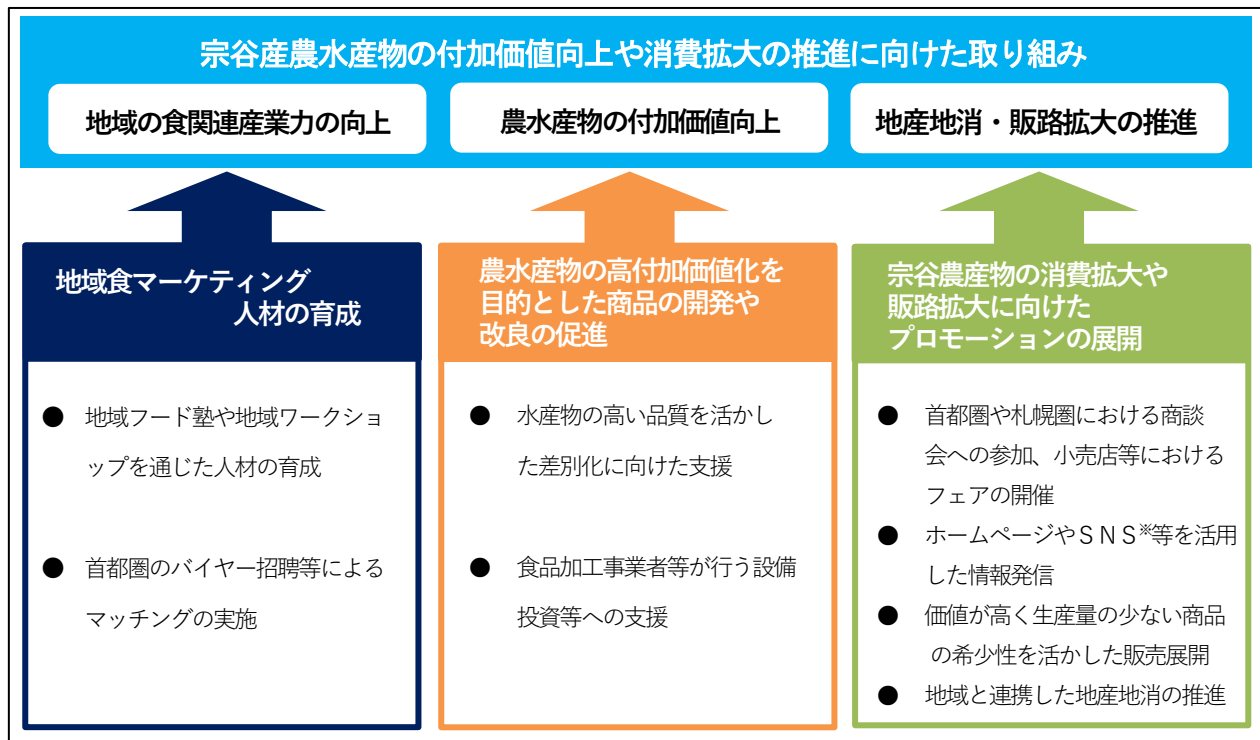 宗谷産農水産物の付加価値向上や消費拡大の推進に向けた取り組み
地域の食関連産業力の向上
農水産物の付加価値向上
地産地消・販路拡大の推進
地域食マーケティング
人材の育成
● 地域フード塾や地域ワークショ
ップを通じた人材の育成
● 首都圏のバイヤー招聘等による
マッチングの実施
農水産物の高付加価値化を
目的とした商品の開発や
改良の促進
● 水産物の高い品質を活かし
た差別化に向けた支援
● 食品加工事業者等が行う設備
投資等への支援
宗谷農産物の消費拡大や
販路拡大に向けた
プロモーションの展開
● 首都圏や札幌圏における商談
会への参加、小売店等における
フェアの開催
● ホームページやＳＮＳ※等を活用
した情報発信
● 価値が高く生産量の少ない商品
の希少性を活かした販売展開
● 地域と連携した地産地消の推進